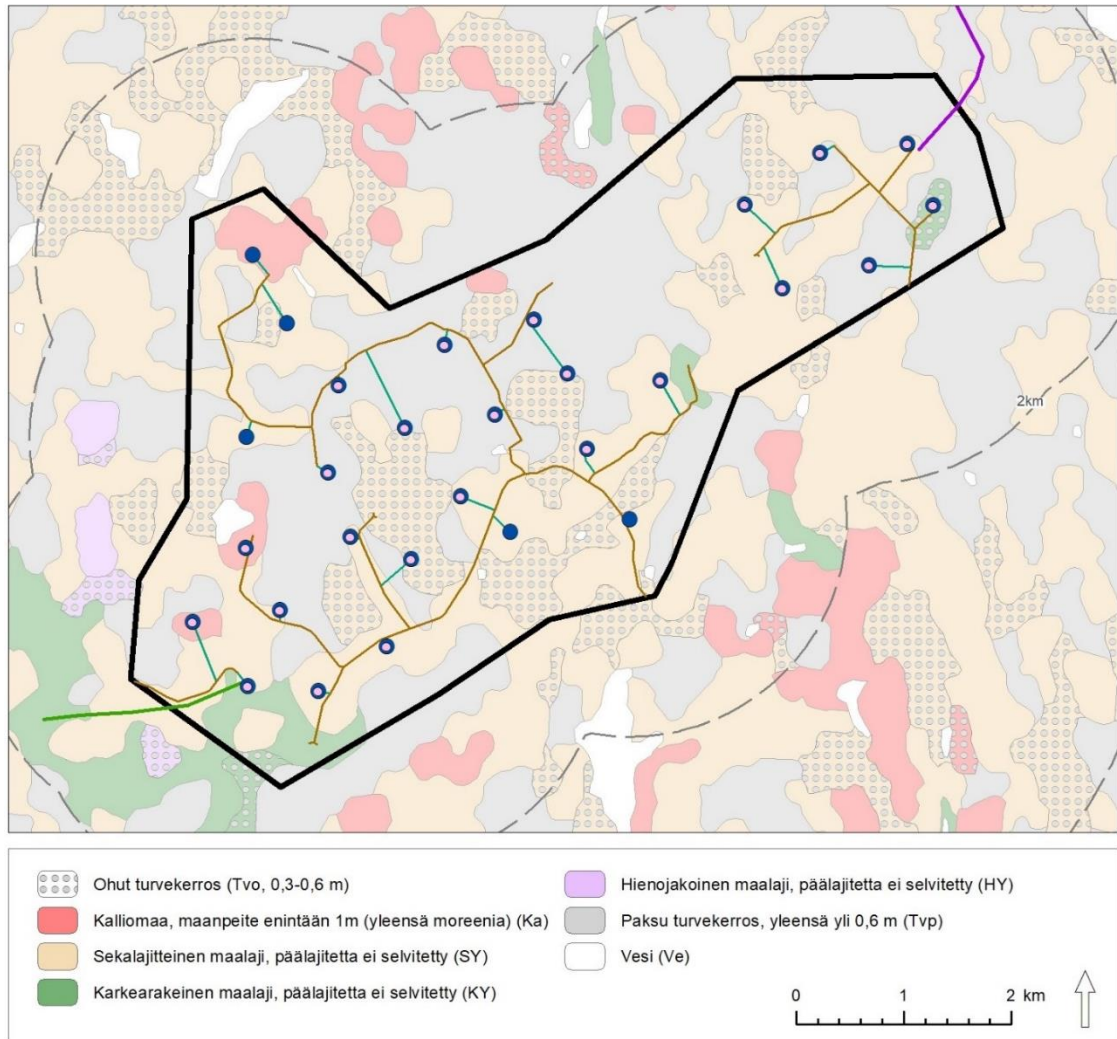 2km
Ohut turvekerros (Tvo, 0,3-0,6 m)
Kalliomaa, maanpeite enintään 1m (yleensä moreenia) (Ka)
Sekalajitteinen maalaji, päälajitetta ei selvitetty (SY)
Karkearakeinen maalaji, päälajitetta ei selvitetty (KY)
Hienojakoinen maalaji, päälajitetta ei selvitetty (HY)
Paksu turvekerros, yleensä yli 0,6 m (Tvp)
Vesi (Ve)
0 1 2 km